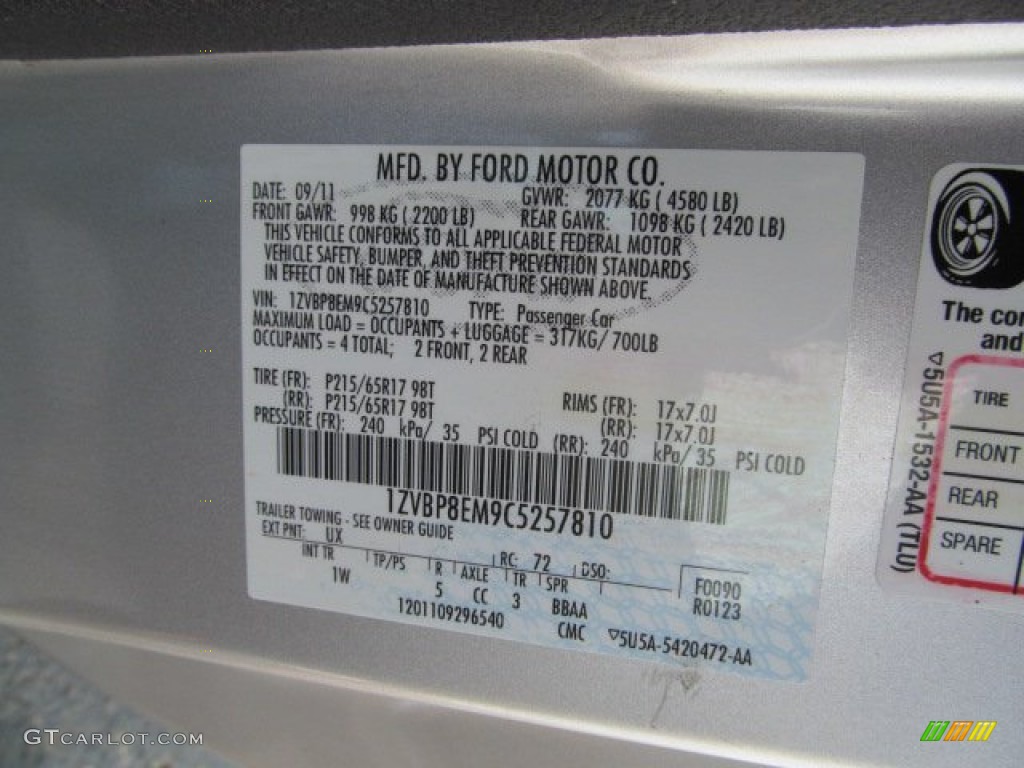 MFD. BY FORD MOTOR CO.
DATE: 09/11 GVWR: 2077 KG ( 4580 LB)
FRONT GAWR: 998 KG ( 2200 LB) REAR GAWR: 1098 KG ( 2420 LB)
THIS VEHICLE CONFORMS TO ALL APPLICABLE FEDERAL MOTOR
VEHICLE SAFETY, BUMPER, AND THEFT PREVENTION STANDARDS
IN EFFECT ON THE DATE OF MANUFACTURE SHOWN ABOVE.
VIN: 1ZVBP8EM9C5257810 TYPE: Passenger Car
MAXIMUM LOAD = OCCUPANTS + LUGGAGE = 317KG/ 700LB
OCCUPANTS = 4 TOTAL; 2 FRONT, 2 REAR
TIRE (FR): P215/65R17 98T RIMS (FR): 17x7.0J
(RR): P215/65R17 98T (RR): 17x7.0J
PRESSURE (FR): 240 kPa/ 35 PSI COLD (RR): 240 kPa/ 35 PSI COLD
1ZVBP8EM9C5257810
TRAILER TOWING - SEE OWNER GUIDE
EXT PNT: UX RC: 72 DSO:
INT TR TP/PS R AXLE TR SPR F0090
1W 5 CC 3 BBAA R0123
1201109296540 CMC 5U5A-5420472-AA
The con
and
5U5A-1532-AA (TLU)
TIRE
FRONT
REAR
SPARE
GTCARLOT.COM